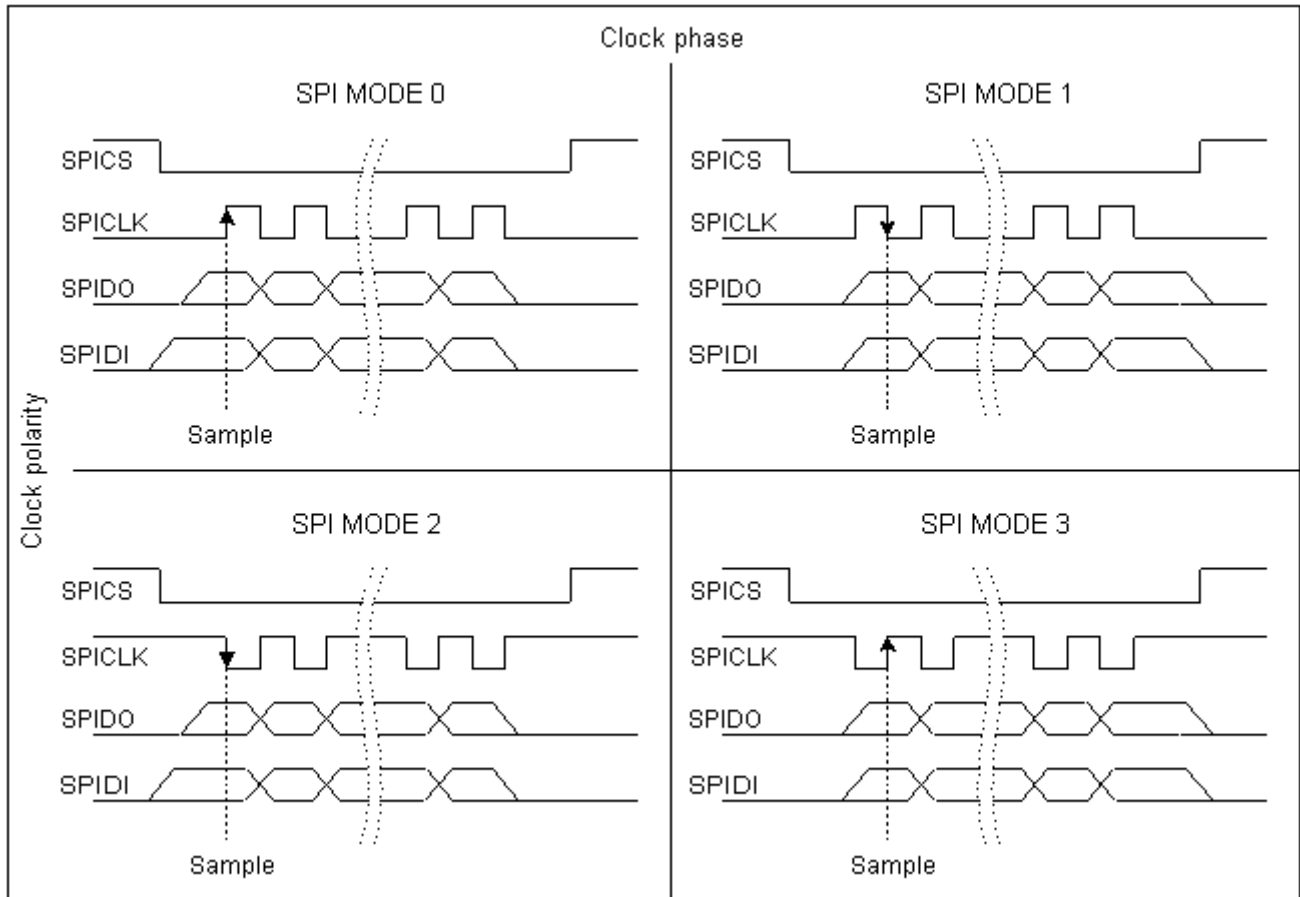 Clock phase
SPI MODE 0
SPICS
SPICLK
SPIDO
SPIDI
Sample
SPI MODE 1
SPICS
SPICLK
SPIDO
SPIDI
Sample
Clock polarity
SPI MODE 2
SPICS
SPICLK
SPIDO
SPIDI
Sample
SPI MODE 3
SPICS
SPICLK
SPIDO
SPIDI
Sample